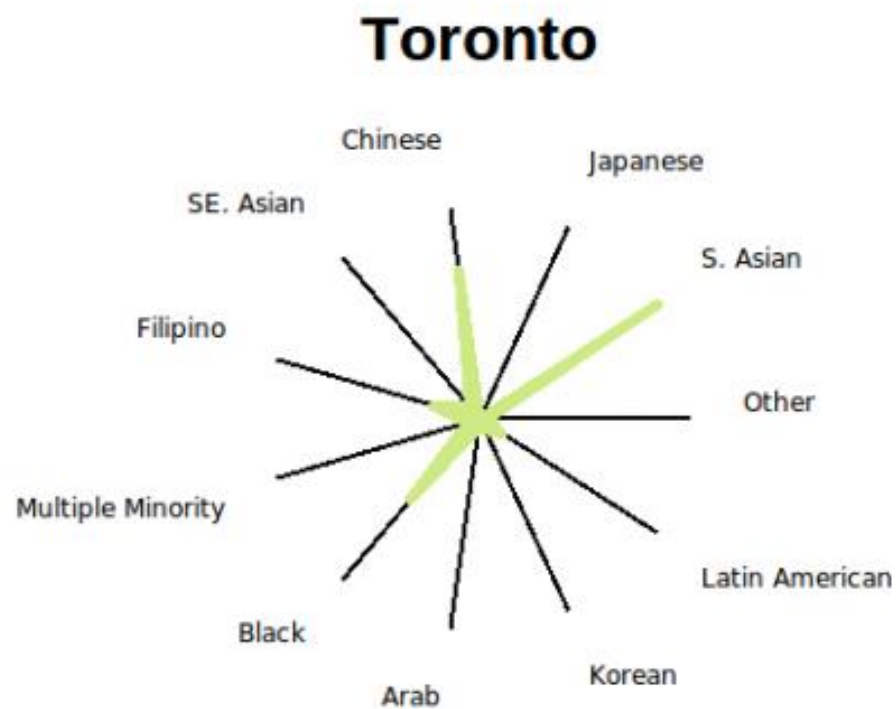 Toronto
Chinese
Japanese
SE. Asian
S. Asian
Filipino
Other
Multiple Minority
Latin American
Black
Korean
Arab